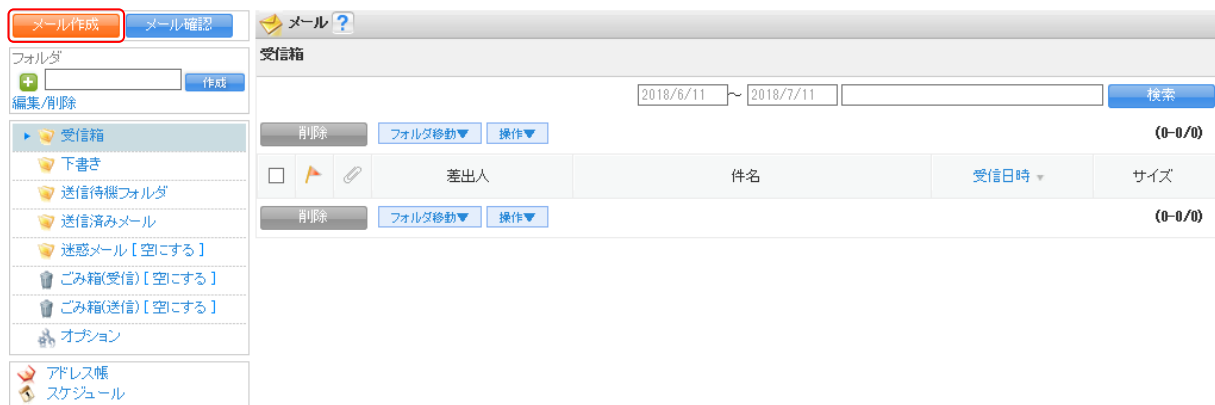 メール作成 メール確認
フォルダ
作成
編集/削除
受信箱
下書き
送信待機フォルダ
送信済みメール
迷惑メール [ 空にする ]
ごみ箱(受信) [ 空にする ]
ごみ箱(送信) [ 空にする ]
オプション
アドレス帳
スケジュール
メール ?
受信箱
2018/6/11 ～ 2018/7/11 検索
削除 フォルダ移動▼ 操作▼ (0-0/0)
差出人 件名 受信日時 ▼ サイズ
削除 フォルダ移動▼ 操作▼ (0-0/0)